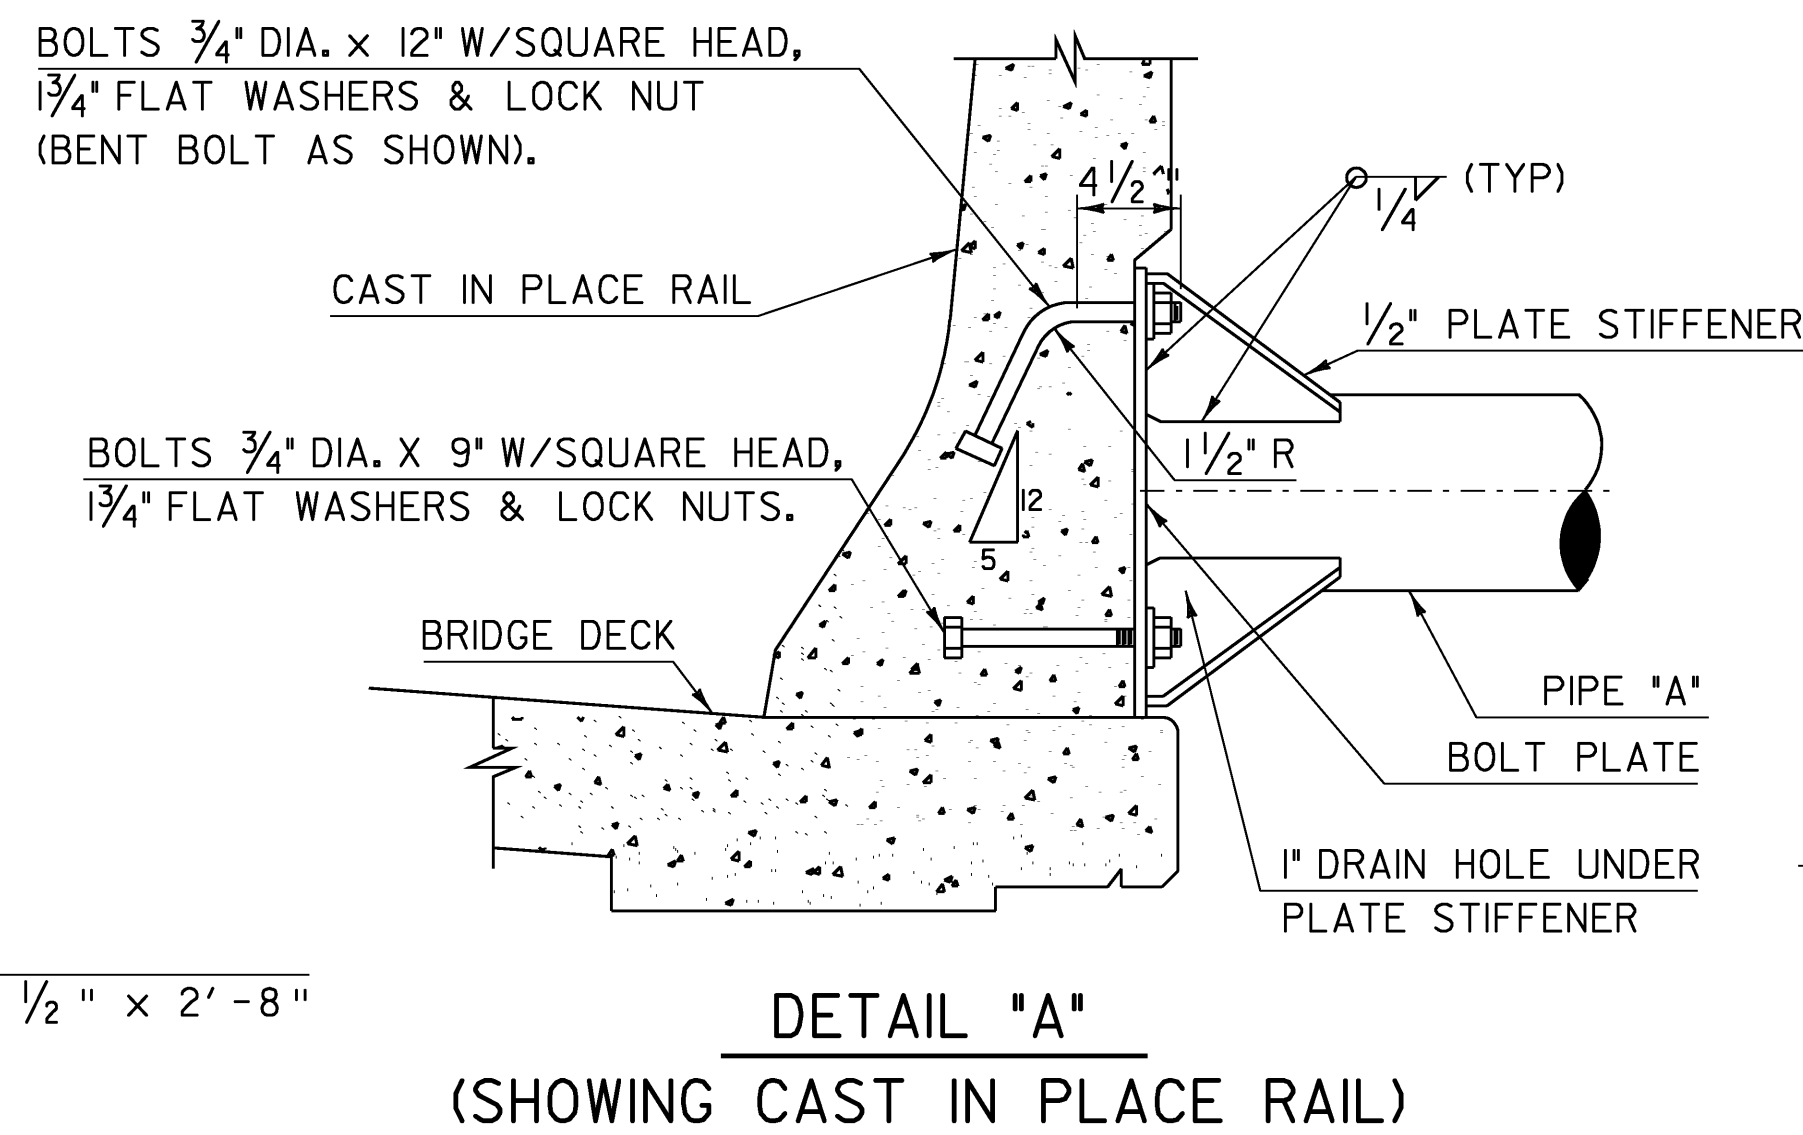 BOLTS 3/4" DIA. x 12" W/SQUARE HEAD,
1 3/4" FLAT WASHERS & LOCK NUT
(BENT BOLT AS SHOWN).
4 1/2"
1/4
(TYP)
CAST IN PLACE RAIL
1/2" PLATE STIFFENER
BOLTS 3/4" DIA. X 9" W/SQUARE HEAD,
1 3/4" FLAT WASHERS & LOCK NUTS.
1 1/2" R
12
5
BRIDGE DECK
PIPE "A"
BOLT PLATE
1" DRAIN HOLE UNDER
PLATE STIFFENER
1/2 " x 2' -8 "
DETAIL "A"
(SHOWING CAST IN PLACE RAIL)